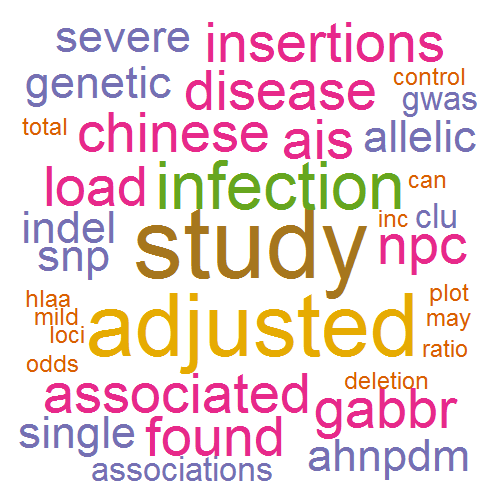 severe
insertions
genetic
disease
control
gwas
total
chinese
ais
allelic
load
infection
can
indel
study
inc
clu
snp
npc
hlaa
mild
loci
adjusted
plot
may
ratio
odds
associated
deletion
gabbr
single
found
ahnpdm
associations